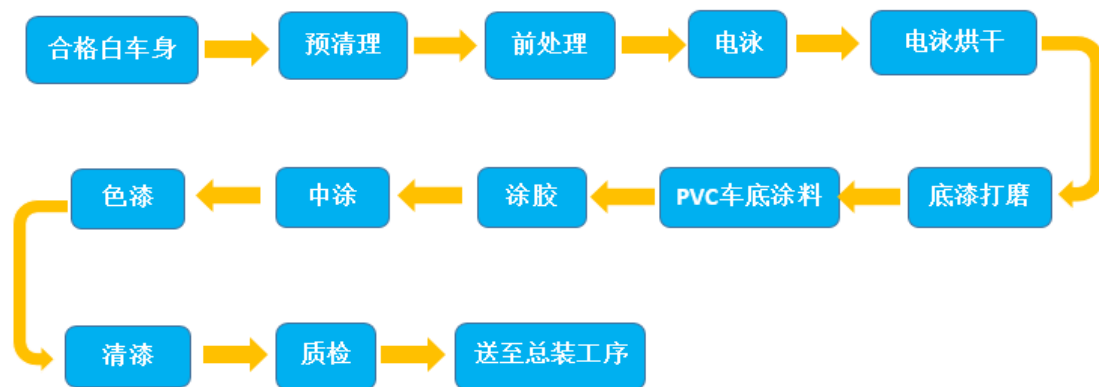 合格白车身
预清理
前处理
电泳
电泳烘干
底漆打磨
PVC车底涂料
涂胶
中涂
色漆
清漆
质检
送至总装工序